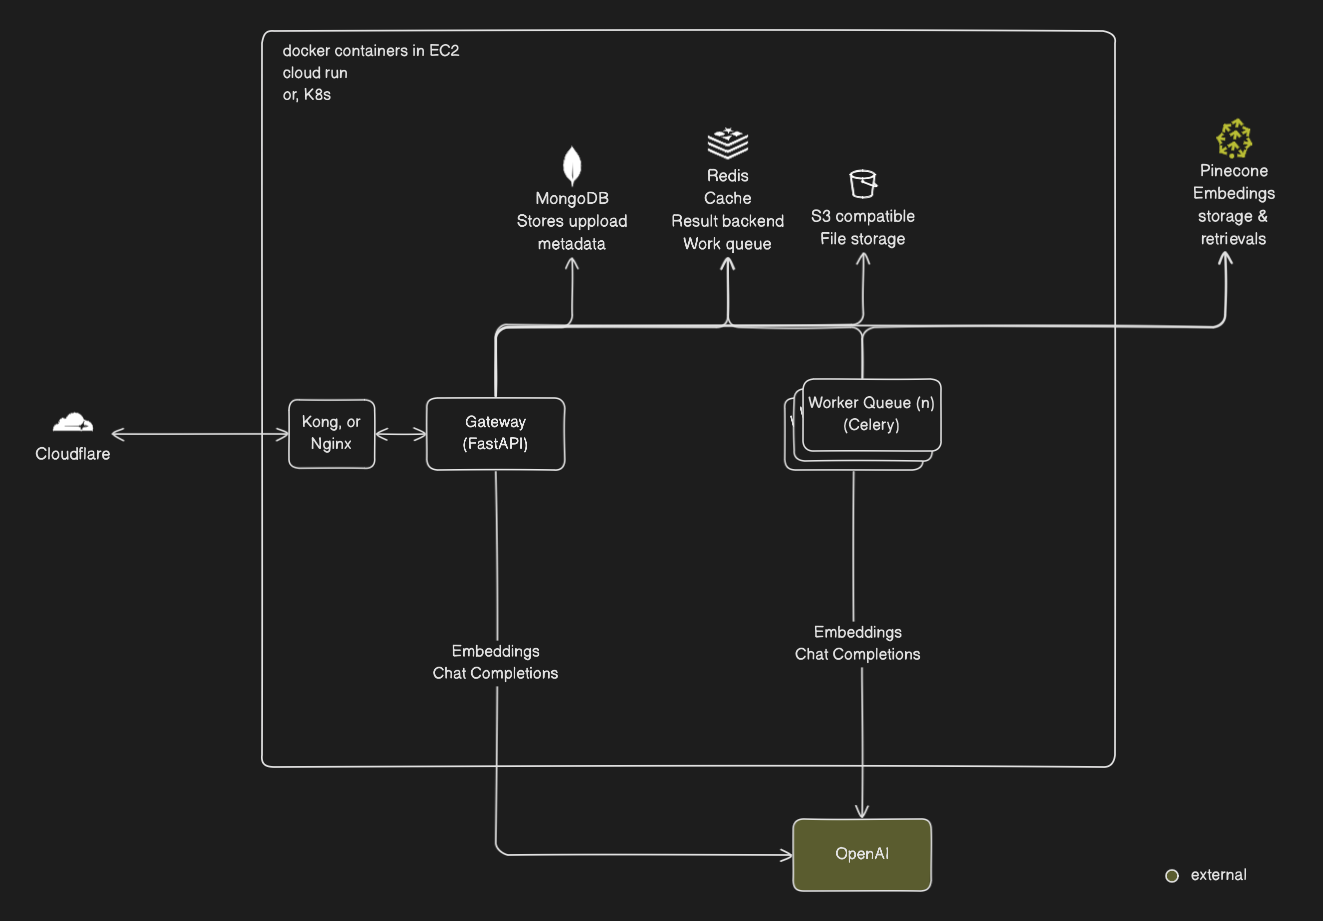 docker containers in EC2
cloud run
or, K8s
MongoDB
Stores uppload
metadata
Redis
Cache
Result backend
Work queue
S3 compatible
File storage
Pinecone
Embedings
storage &
retrievals
Cloudflare
Kong, or
Nginx
Gateway
(FastAPI)
Worker Queue (n)
(Celery)
Embeddings
Chat Completions
Embeddings
Chat Completions
OpenAI
external